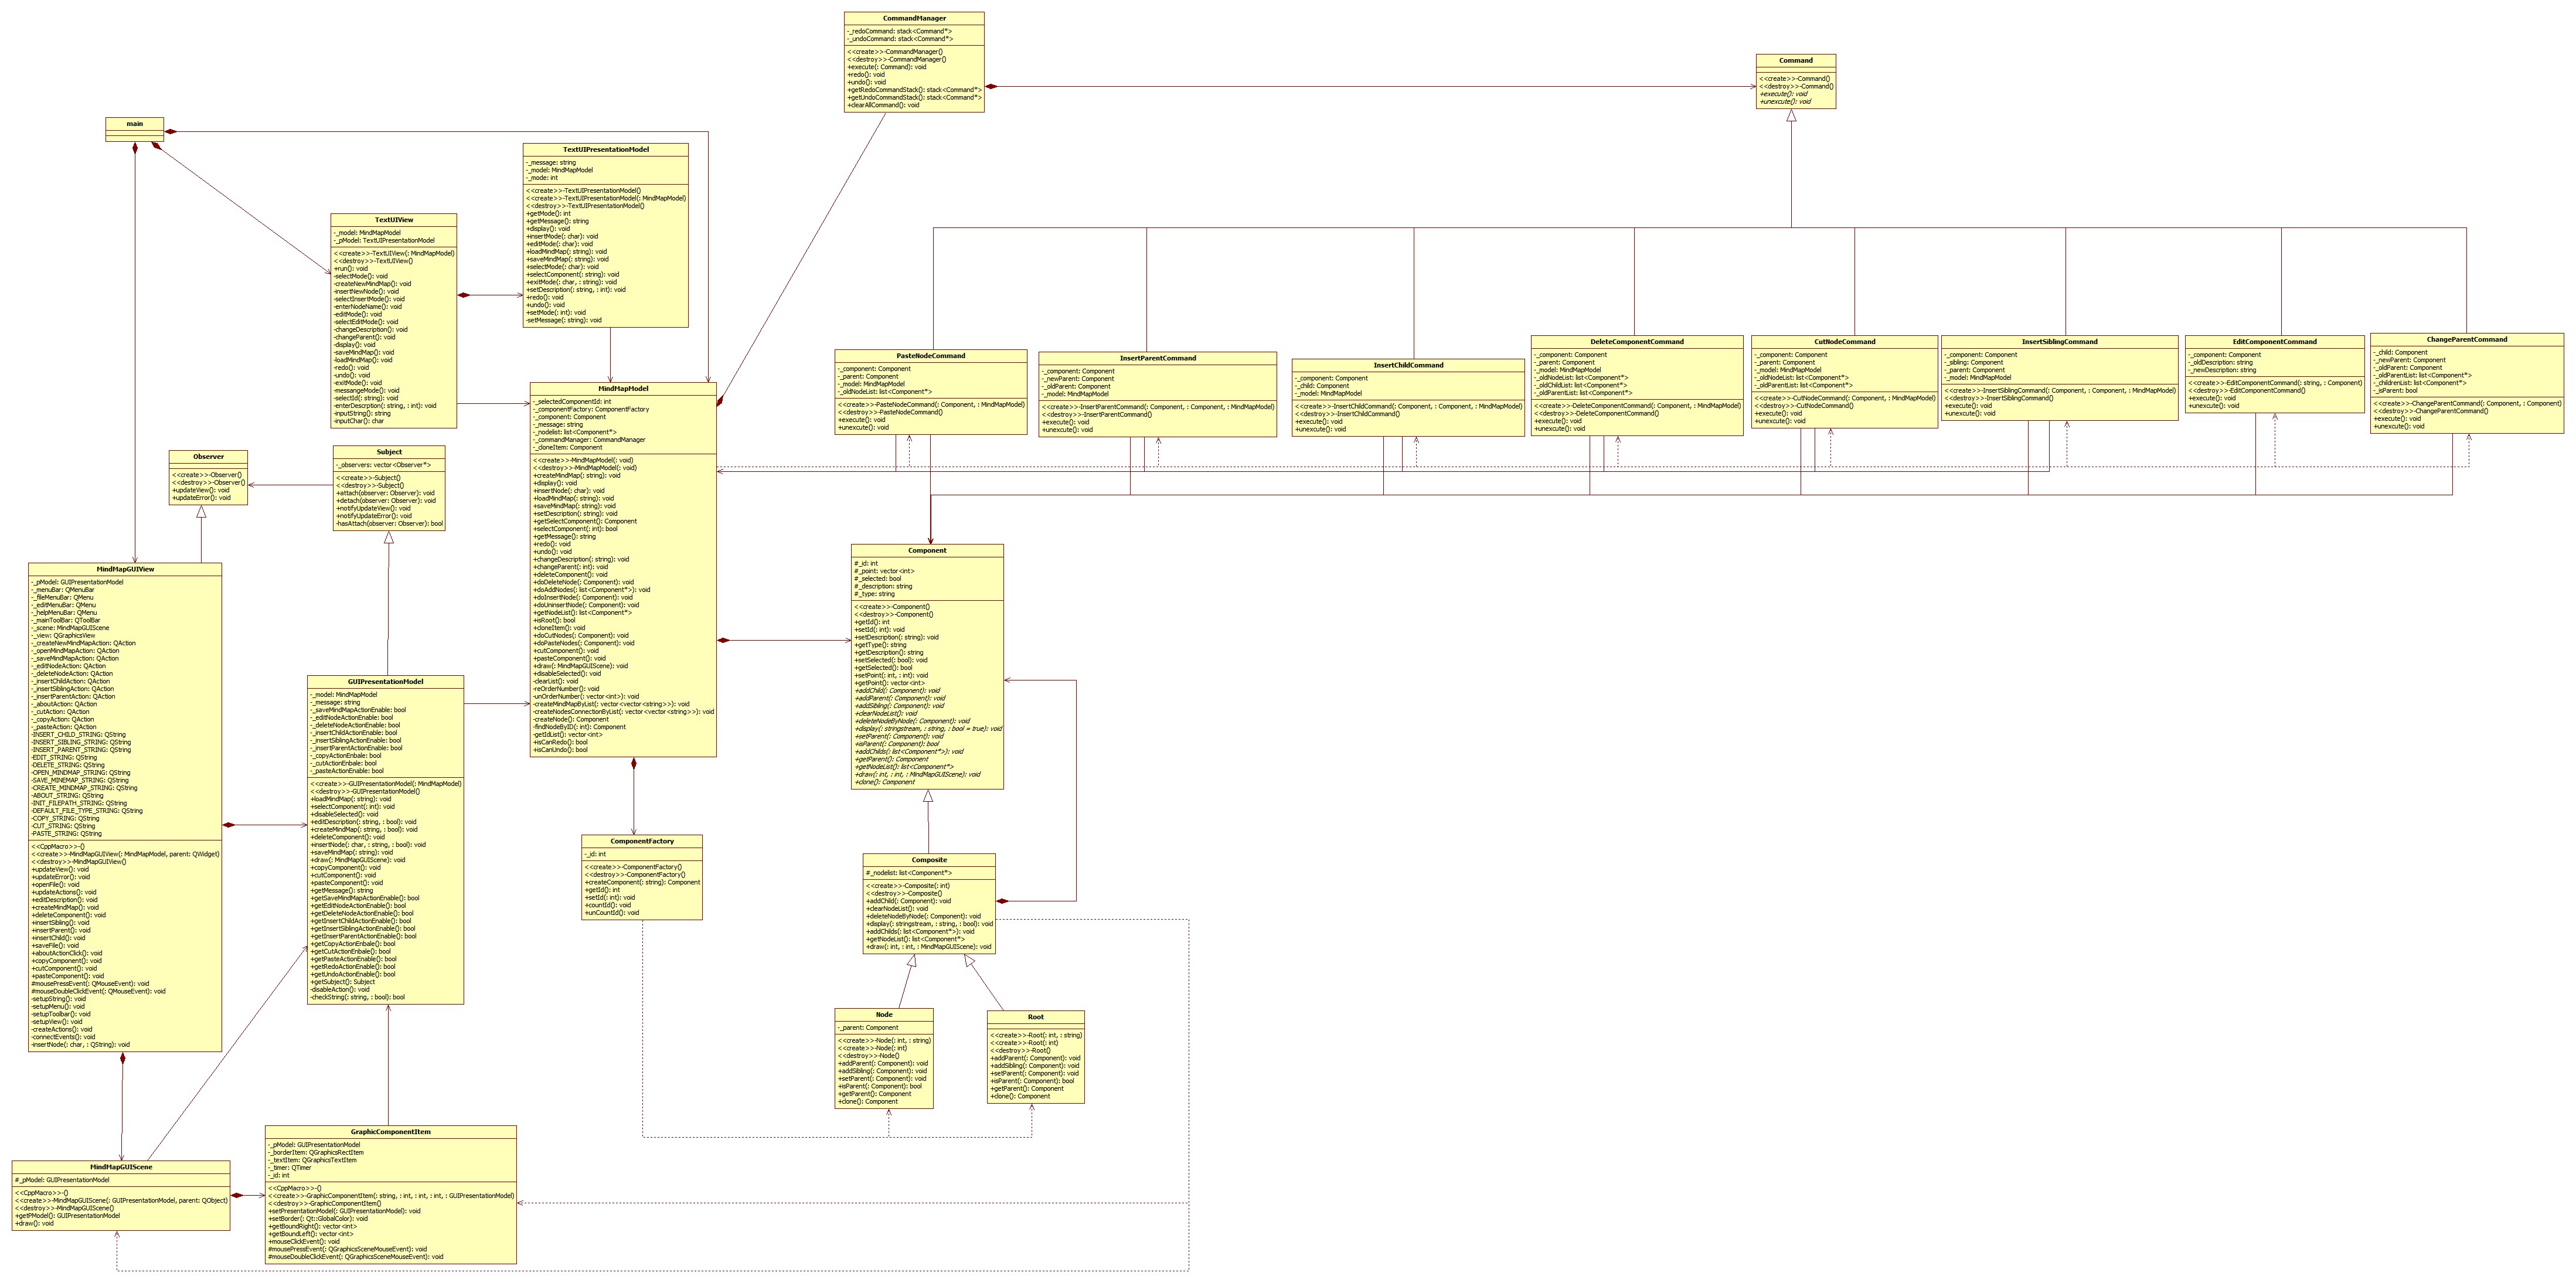 CommandManager
-_redoCommand: stack<Command*>
-_undoCommand: stack<Command*>
<<create>>-CommandManager()
<<destroy>>-CommandManager()
+execute(: Command): void
+redo(): void
+undo(): void
+getRedoCommandStack(): stack<Command*>
+getUndoCommandStack(): stack<Command*>
+clearAllCommand(): void
Command
<<create>>-Command()
<<destroy>>-Command()
+execute(): void
+unexcute(): void
main
TextUIPresentationModel
-_message: string
-_model: MindMapModel
-_mode: int
<<create>>-TextUIPresentationModel()
<<create>>-TextUIPresentationModel(: MindMapModel)
<<destroy>>-TextUIPresentationModel()
+getMode(): int
+getMessage(): string
+display(): void
+insertMode(: char): void
+editMode(: char): void
+loadMindMap(: string): void
+saveMindMap(: string): void
+selectMode(: char): void
+selectComponent(: string): void
+exitMode(: char, : string): void
+setDescription(: string, : int): void
+redo(): void
+undo(): void
+setMode(: int): void
-setMessage(: string): void
TextUIView
-_model: MindMapModel
-_pModel: TextUIPresentationModel
<<create>>-TextUIView(: MindMapModel)
<<destroy>>-TextUIView()
+run(): void
-selectMode(): void
-createNewMindMap(): void
-insertNewNode(): void
-selectInsertMode(): void
-enterNodeName(): void
-editMode(): void
-selectEditMode(): void
-changeDescription(): void
-changeParent(): void
-display(): void
-saveMindMap(): void
-loadMindMap(): void
-redo(): void
-undo(): void
-exitMode(): void
-messangeMode(): void
-selectId(: string): void
-enterDescrption(: string, : int): void
-inputString(): string
-inputChar(): char
PasteNodeCommand
-_component: Component
-_parent: Component
-_model: MindMapModel
-_oldNodeList: list<Component*>
<<create>>-PasteNodeCommand(: Component, : MindMapModel)
<<destroy>>-PasteNodeCommand()
+execute(): void
+unexcute(): void
InsertParentCommand
-_component: Component
-_newParent: Component
-_oldParent: Component
-_model: MindMapModel
<<create>>-InsertParentCommand(: Component, : Component, : MindMapModel)
<<destroy>>-InsertParentCommand()
+execute(): void
+unexcute(): void
InsertChildCommand
-_component: Component
-_child: Component
-_model: MindMapModel
<<create>>-InsertChildCommand(: Component, : Component, : MindMapModel)
<<destroy>>-InsertChildCommand()
+execute(): void
+unexcute(): void
DeleteComponentCommand
-_component: Component
-_parent: Component
-_model: MindMapModel
-_oldNodeList: list<Component*>
-_oldChildList: list<Component*>
-_oldParentList: list<Component*>
<<create>>-DeleteComponentCommand(: Component, : MindMapModel)
<<destroy>>-DeleteComponentCommand()
+execute(): void
+unexcute(): void
CutNodeCommand
-_component: Component
-_parent: Component
-_model: MindMapModel
-_oldNodeList: list<Component*>
-_oldParentList: list<Component*>
<<create>>-CutNodeCommand(: Component, : MindMapModel)
<<destroy>>-CutNodeCommand()
+execute(): void
+unexcute(): void
InsertSiblingCommand
-_component: Component
-_sibling: Component
-_parent: Component
-_model: MindMapModel
<<create>>-InsertSiblingCommand(: Component, : Component, : MindMapModel)
<<destroy>>-InsertSiblingCommand()
+execute(): void
+unexcute(): void
EditComponentCommand
-_component: Component
-_oldDescription: string
-_newDescription: string
<<create>>-EditComponentCommand(: string, : Component)
<<destroy>>-EditComponentCommand()
+execute(): void
+unexcute(): void
ChangeParentCommand
-_child: Component
-_newParent: Component
-_oldParent: Component
-_oldParentList: list<Component*>
-_childrenList: list<Component*>
-_isParent: bool
<<create>>-ChangeParentCommand(: Component, : Component)
<<destroy>>-ChangeParentCommand()
+execute(): void
+unexcute(): void
MindMapModel
-_selectedComponentId: int
-_componentFactory: ComponentFactory
-_component: Component
-_message: string
-_nodelist: list<Component*>
-_commandManager: CommandManager
-_cloneItem: Component
<<create>>-MindMapModel(: void)
<<destroy>>-MindMapModel(: void)
+createMindMap(: string): void
+display(): void
+insertNode(: char): void
+loadMindMap(: string): void
+saveMindMap(: string): void
+setDescription(: string): void
+getSelectComponent(): Component
+selectComponent(: int): bool
+getMessage(): string
+redo(): void
+undo(): void
+changeDescription(: string): void
+changeParent(: int): void
+deleteComponent(): void
+doDeleteNode(: Component): void
+doAddNodes(: list<Component*>): void
+doInsertNode(: Component): void
+doUninsertNode(: Component): void
+getNodeList(): list<Component*>
+isRoot(): bool
+cloneItem(): void
+doCutNodes(: Component): void
+doPasteNodes(: Component): void
+cutComponent(): void
+pasteComponent(): void
+draw(: MindMapGUIScene): void
+disableSelected(): void
-clearList(): void
-reOrderNumber(): void
-unOrderNumber(: vector<int>): void
-createMindMapByList(: vector<vector<string>>): void
-createNodesConnectionByList(: vector<vector<string>>): void
-createNode(): Component
-findNodeByID(: int): Component
-getIdList(): vector<int>
+isCanRedo(): bool
+isCanUndo(): bool
Observer
<<create>>-Observer()
<<destroy>>-Observer()
+updateView(): void
+updateError(): void
Subject
-_observers: vector<Observer*>
<<create>>-Subject()
<<destroy>>-Subject()
+attach(observer: Observer): void
+detach(observer: Observer): void
+notifyUpdateView(): void
+notifyUpdateError(): void
-hasAttach(observer: Observer): bool
Component
#_id: int
#_point: vector<int>
#_selected: bool
#_description: string
#_type: string
<<create>>-Component()
<<destroy>>-Component()
+getId(): int
+setId(: int): void
+setDescription(: string): void
+getType(): string
+getDescription(): string
+setSelected(: bool): void
+getSelected(): bool
+setPoint(: int, : int): void
+getPoint(): vector<int>
+addChild(: Component): void
+addParent(: Component): void
+addSibling(: Component): void
+clearNodeList(): void
+deleteNodeByNode(: Component): void
+display(: stringstream, : string, : bool = true): void
+setParent(: Component): void
+isParent(: Component): bool
+addChilds(: list<Component*>): void
+getParent(): Component
+getNodeList(): list<Component*>
+draw(: int, : int, : MindMapGUIScene): void
+clone(): Component
MindMapGUIView
-_pModel: GUIPresentationModel
-_menuBar: QMenuBar
-_fileMenuBar: QMenu
-_editMenuBar: QMenu
-_helpMenuBar: QMenu
-_mainToolBar: QToolBar
-_scene: MindMapGUIScene
-_view: QGraphicsView
-_createNewMindMapAction: QAction
-_openMindMapAction: QAction
-_saveMindMapAction: QAction
-_editNodeAction: QAction
-_deleteNodeAction: QAction
-_insertChildAction: QAction
-_insertSiblingAction: QAction
-_insertParentAction: QAction
-_aboutAction: QAction
-_cutAction: QAction
-_copyAction: QAction
-_pasteAction: QAction
-INSERT_CHILD_STRING: QString
-INSERT_SIBLING_STRING: QString
-INSERT_PARENT_STRING: QString
-EDIT_STRING: QString
-DELETE_STRING: QString
-OPEN_MINDMAP_STRING: QString
-SAVE_MINEMAP_STRING: QString
-CREATE_MINDMAP_STRING: QString
-ABOUT_STRING: QString
-INIT_FILEPATH_STRING: QString
-DEFAULT_FILE_TYPE_STRING: QString
-COPY_STRING: QString
-CUT_STRING: QString
-PASTE_STRING: QString
<<CppMacro>>-()
<<create>>-MindMapGUIView(: MindMapModel, parent: QWidget)
<<destroy>>-MindMapGUIView()
+updateView(): void
+updateError(): void
+openFile(): void
+updateActions(): void
+editDescription(): void
+createMindMap(): void
+deleteComponent(): void
+insertSibling(): void
+insertParent(): void
+insertChild(): void
+saveFile(): void
+aboutActionClick(): void
+copyComponent(): void
+cutComponent(): void
+pasteComponent(): void
#mousePressEvent(: QMouseEvent): void
#mouseDoubleClickEvent(: QMouseEvent): void
-setupString(): void
-setupMenu(): void
-setupToolbar(): void
-setupView(): void
-createActions(): void
-connectEvents(): void
-insertNode(: char, : QString): void
GUIPresentationModel
-_model: MindMapModel
-_message: string
-_saveMindMapActionEnable: bool
-_editNodeActionEnable: bool
-_deleteNodeActionEnable: bool
-_insertChildActionEnable: bool
-_insertSiblingActionEnable: bool
-_insertParentActionEnable: bool
-_copyActionEnbale: bool
-_cutActionEnbale: bool
-_pasteActionEnable: bool
<<create>>-GUIPresentationModel(: MindMapModel)
<<destroy>>-GUIPresentationModel()
+loadMindMap(: string): void
+selectComponent(: int): void
+disableSelected(): void
+editDescription(: string, : bool): void
+createMindMap(: string, : bool): void
+deleteComponent(): void
+insertNode(: char, : string, : bool): void
+saveMindMap(: string): void
+draw(: MindMapGUIScene): void
+copyComponent(): void
+cutComponent(): void
+pasteComponent(): void
+getMessage(): string
+getSaveMindMapActionEnable(): bool
+getEditNodeActionEnable(): bool
+getDeleteNodeActionEnable(): bool
+getInsertChildActionEnable(): bool
+getInsertSiblingActionEnable(): bool
+getInsertParentActionEnable(): bool
+getCopyActionEnbale(): bool
+getCutActionEnbale(): bool
+getPasteActionEnable(): bool
+getRedoActionEnable(): bool
+getUndoActionEnable(): bool
+getSubject(): Subject
-disableAction(): void
-checkString(: string, : bool): bool
ComponentFactory
-_id: int
<<create>>-ComponentFactory()
<<destroy>>-ComponentFactory()
+createComponent(: string): Component
+getId(): int
+setId(: int): void
+countId(): void
+unCountId(): void
Composite
#_nodelist: list<Component*>
<<create>>-Composite(: int)
<<destroy>>-Composite()
+addChild(: Component): void
+clearNodeList(): void
+deleteNodeByNode(: Component): void
+display(: stringstream, : string, : bool): void
+addChilds(: list<Component*>): void
+getNodeList(): list<Component*>
+draw(: int, : int, : MindMapGUIScene): void
Node
-_parent: Component
<<create>>-Node(: int, : string)
<<create>>-Node(: int)
<<destroy>>-Node()
+addParent(: Component): void
+addSibling(: Component): void
+setParent(: Component): void
+isParent(: Component): bool
+getParent(): Component
+clone(): Component
Root
<<create>>-Root(: int, : string)
<<create>>-Root(: int)
<<destroy>>-Root()
+addParent(: Component): void
+addSibling(: Component): void
+setParent(: Component): void
+isParent(: Component): bool
+getParent(): Component
+clone(): Component
GraphicComponentItem
-_pModel: GUIPresentationModel
-_borderItem: QGraphicsRectItem
-_textItem: QGraphicsTextItem
-_timer: QTimer
-_id: int
<<CppMacro>>-()
<<create>>-GraphicComponentItem(: string, : int, : int, : int, : GUIPresentationModel)
<<destroy>>-GraphicComponentItem()
+setPresentationModel(: GUIPresentationModel): void
+setBorder(: Qt::GlobalColor): void
+getBoundRight(): vector<int>
+getBoundLeft(): vector<int>
+mouseClickEvent(): void
#mousePressEvent(: QGraphicsSceneMouseEvent): void
#mouseDoubleClickEvent(: QGraphicsSceneMouseEvent): void
MindMapGUIScene
#_pModel: GUIPresentationModel
<<CppMacro>>-()
<<create>>-MindMapGUIScene(: GUIPresentationModel, parent: QObject)
<<destroy>>-MindMapGUIScene()
+getPModel(): GUIPresentationModel
+draw(): void